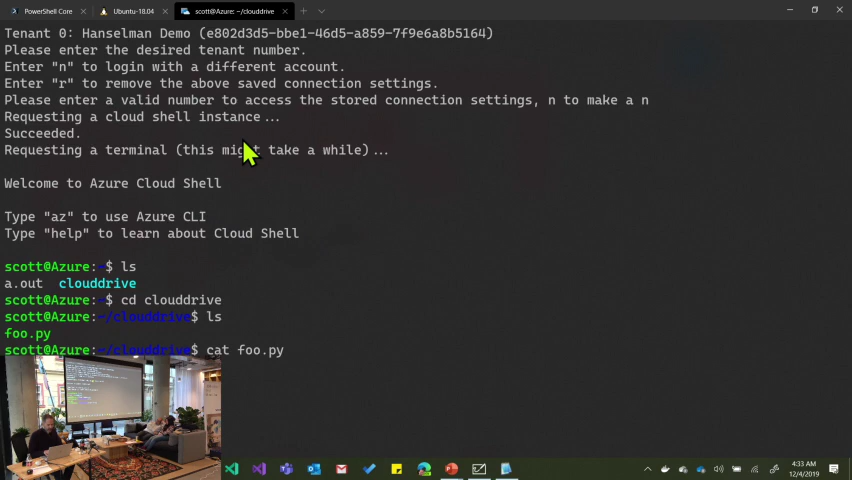 PowerShell Core
Ubuntu-18.04
scott@Azure: ~/clouddrive
Tenant 0: Hanselman Demo (e802d3d5-bbe1-46d5-a859-7f9e6a8b5164)
Please enter the desired tenant number.
Enter "n" to login with a different account.
Enter "r" to remove the above saved connection settings.
Please enter a valid number to access the stored connection settings, n to make a n
Requesting a cloud shell instance...
Succeeded.
Requesting a terminal (this might take a while)...
Welcome to Azure Cloud Shell
Type "az" to use Azure CLI
Type "help" to learn about Cloud Shell
scott@Azure:~$ ls
a.out  clouddrive
scott@Azure:~$ cd clouddrive
scott@Azure:~/clouddrive$ ls
foo.py
scott@Azure:~/clouddrive$ cat foo.py
4:33 AM
12/4/2019